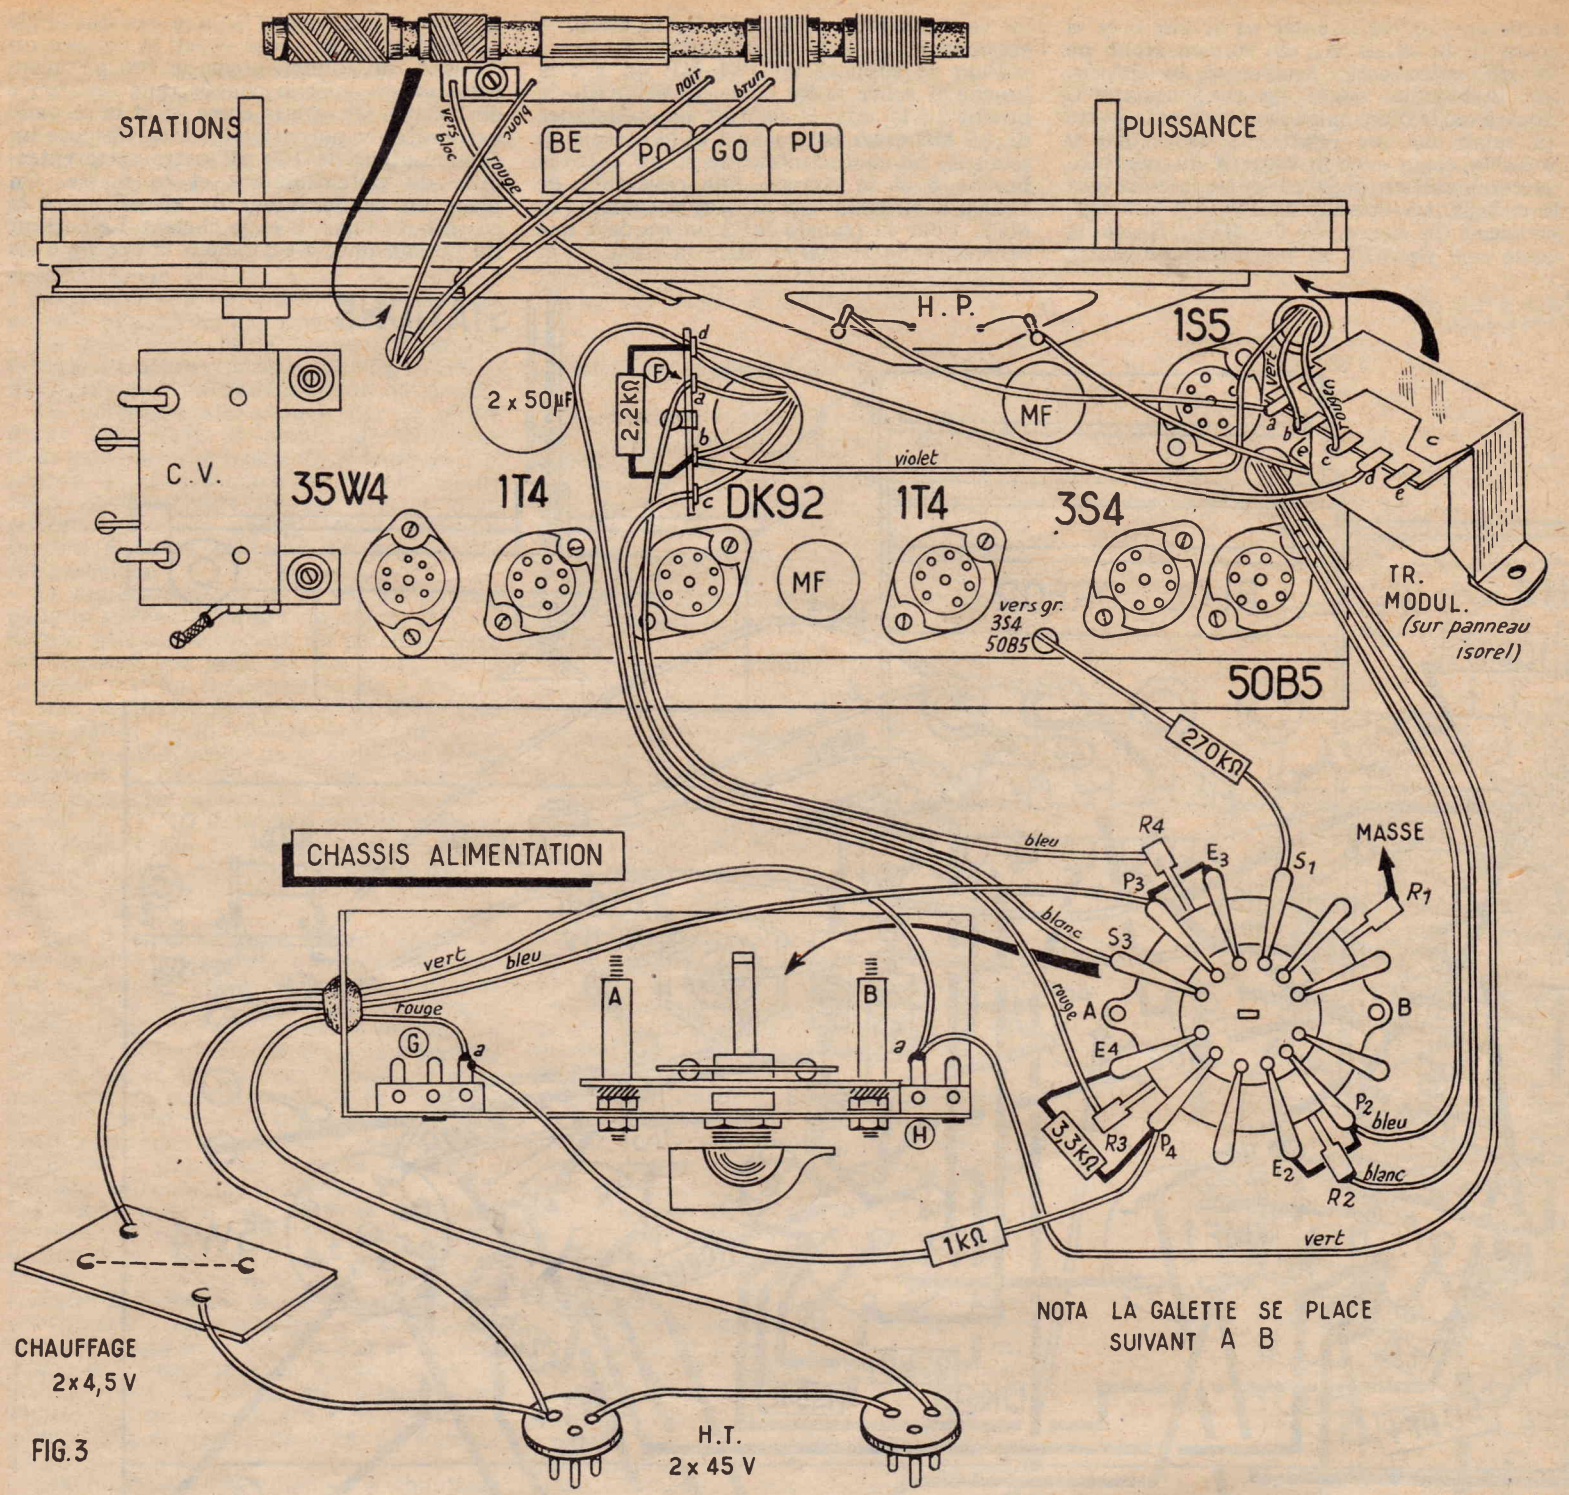 noir
brun
vers
bloc
blanc
rouge
STATIONS
PUISSANCE
BE
PO
GO
PU
H.P.
1S5
d
F
2 x 50µF
2,2kΩ
a
b
c
MF
vert
rouge
a
b
e
c
c
d
e
C.V.
violet
35W4
1T4
DK92
1T4
3S4
MF
vers gr.
3S4
50B5
TR.
MODUL.
(sur panneau
isorel)
50B5
270kΩ
CHASSIS ALIMENTATION
bleu
R4
E3
S1
MASSE
P3
R1
blanc
S3
vert
bleu
rouge
A
B
rouge
A
B
G
a
a
E4
H
3,3kΩ
R3
P4
P2
bleu
E2
R2
blanc
1kΩ
vert
NOTA LA GALETTE SE PLACE
SUIVANT A B
CHAUFFAGE
2x4,5 V
H.T.
2 x 45 V
FIG.3